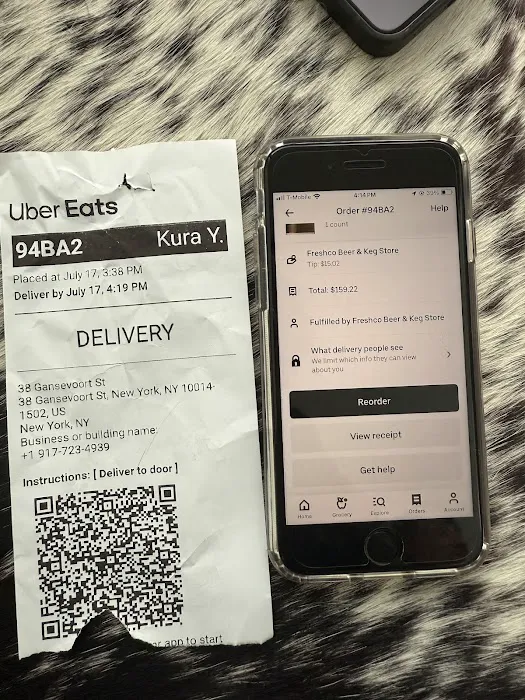 Uber Eats
94BA2 Kura Y.
Placed at July 17, 3:38 PM
Deliver by July 17, 4:19 PM
DELIVERY
38 Gansevoort St
38 Gansevoort St, New York, NY 10014-
1502, US
New York, NY
Business or building name:
+1 917-723-4939
Instructions: [ Deliver to door ]
app to start
T-Mobile 4:14 PM
Order #94BA2 Help
1 count
Freshco Beer & Keg Store
Tip: $15.02
Total: $159.22
Fulfilled by Freshco Beer & Keg Store
What delivery people see
We limit which info they can view
about you
Reorder
View receipt
Get help
Home Grocery Explore Orders Account